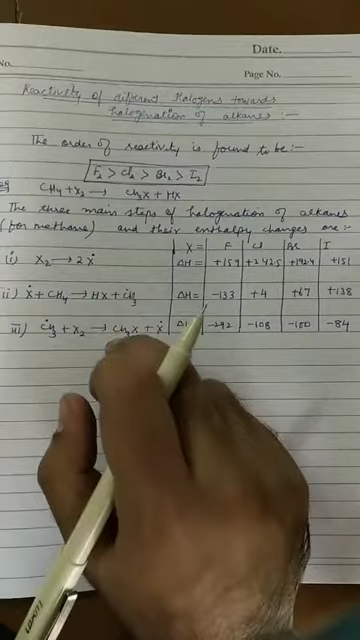 Date.
No.
Page No.
Reactivity of different Halogens towards
halogenation of alkanes :-
The order of reactivity is found to be:-
F₂ > Cl₂ > Br₂ > I₂
CH₄ + X₂ → CH₃X + HX
The three main steps of halogenation of alkanes
(for methane) and their enthalpy changes are :-
X = F Cl Br I
(i) X₂ → 2Ẋ ΔH = +159 +242.5 +192.4 +151
ii) Ẋ + CH₄ → HX + ĊH₃ ΔH = -133 +4 +67 +138
iii) ĊH₃ + X₂ → CH₃X + Ẋ -292 -108 -100 -84